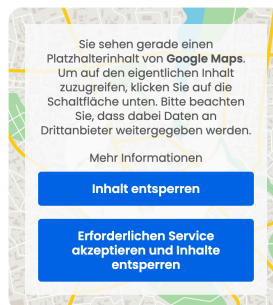 Sie sehen gerade einen
Platzhalterinhalt von Google Maps.
Um auf den eigentlichen Inhalt
zuzugreifen, klicken Sie auf die
Schaltfläche unten. Bitte beachten
Sie, dass dabei Daten an
Drittanbieter weitergegeben werden.
Mehr Informationen
Inhalt entsperren
Erforderlichen Service
akzeptieren und Inhalte
entsperren